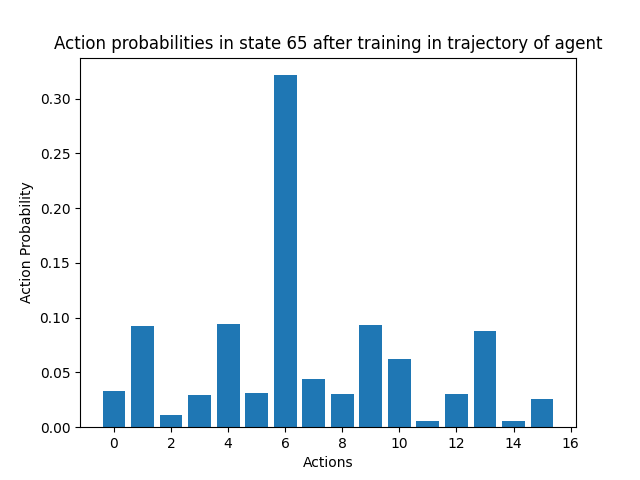 Action probabilities in state 65 after training in trajectory of agent
0.30
0.25
0.20
0.15
0.10
0.05
0.00
Action Probability
0 2 4 6 8 10 12 14 16
Actions